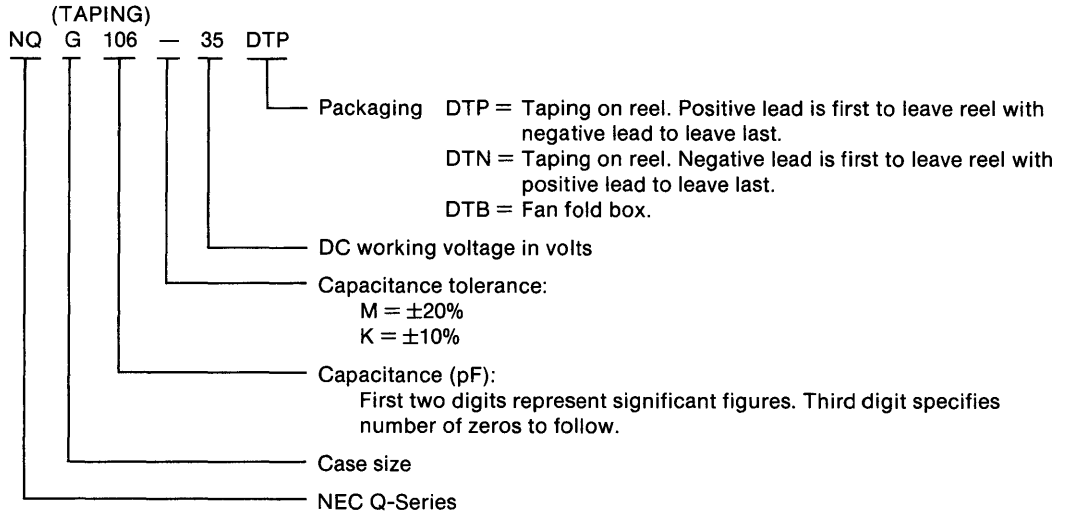 (TAPING)
NQ G 106 — 35 DTP
Packaging DTP = Taping on reel. Positive lead is first to leave reel with
negative lead to leave last.
DTN = Taping on reel. Negative lead is first to leave reel with
positive lead to leave last.
DTB = Fan fold box.
DC working voltage in volts
Capacitance tolerance:
M = ±20%
K = ±10%
Capacitance (pF):
First two digits represent significant figures. Third digit specifies
number of zeros to follow.
Case size
NEC Q-Series